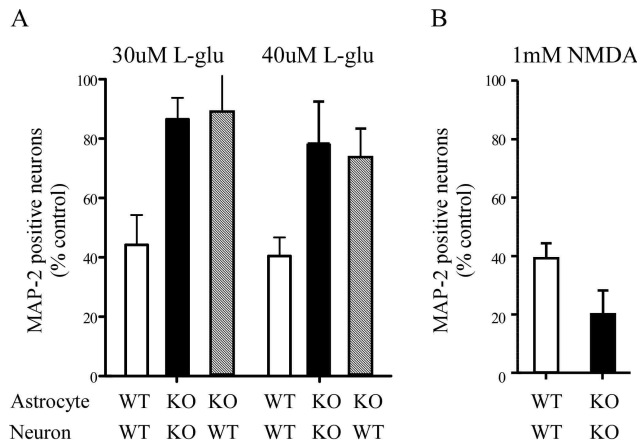 A
B
30uM L-glu 40uM L-glu
1mM NMDA
MAP-2 positive neurons
(% control)
100
80
60
40
20
0
MAP-2 positive neurons
(% control)
100
80
60
40
20
0
Astrocyte WT KO KO WT KO KO
Neuron WT KO WT WT KO WT
WT KO
WT KO